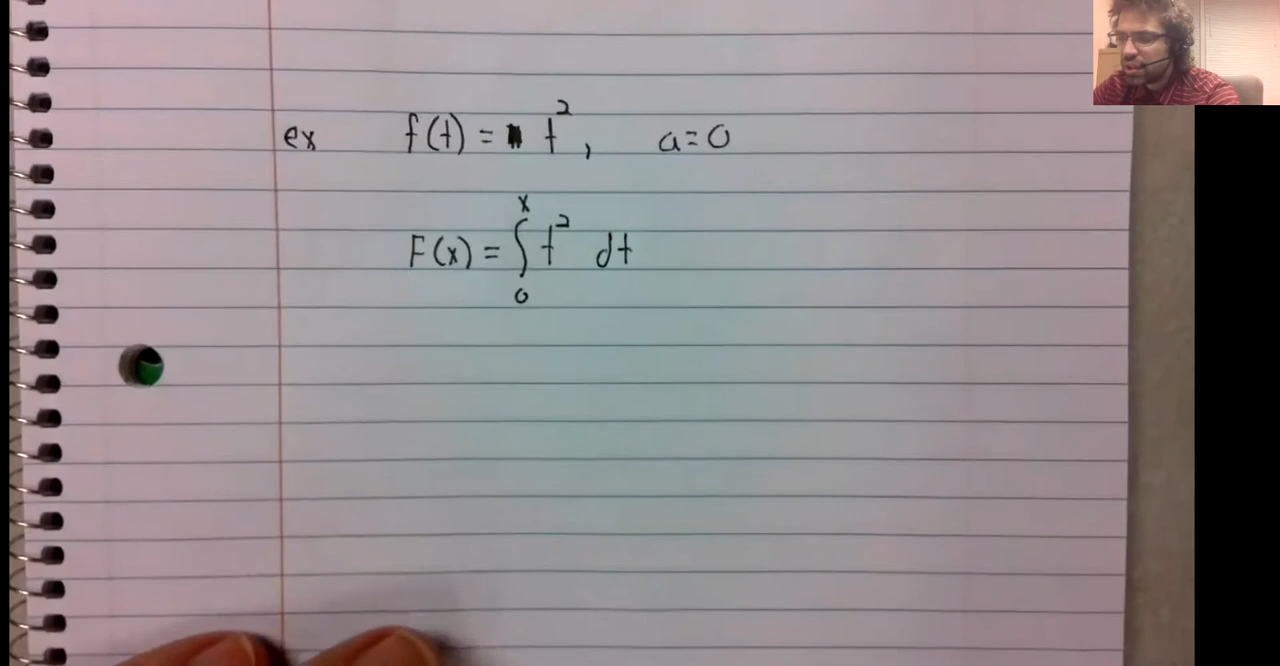 ex f(t) = t², a=0
F(x) = ∫₀ˣ t² dt